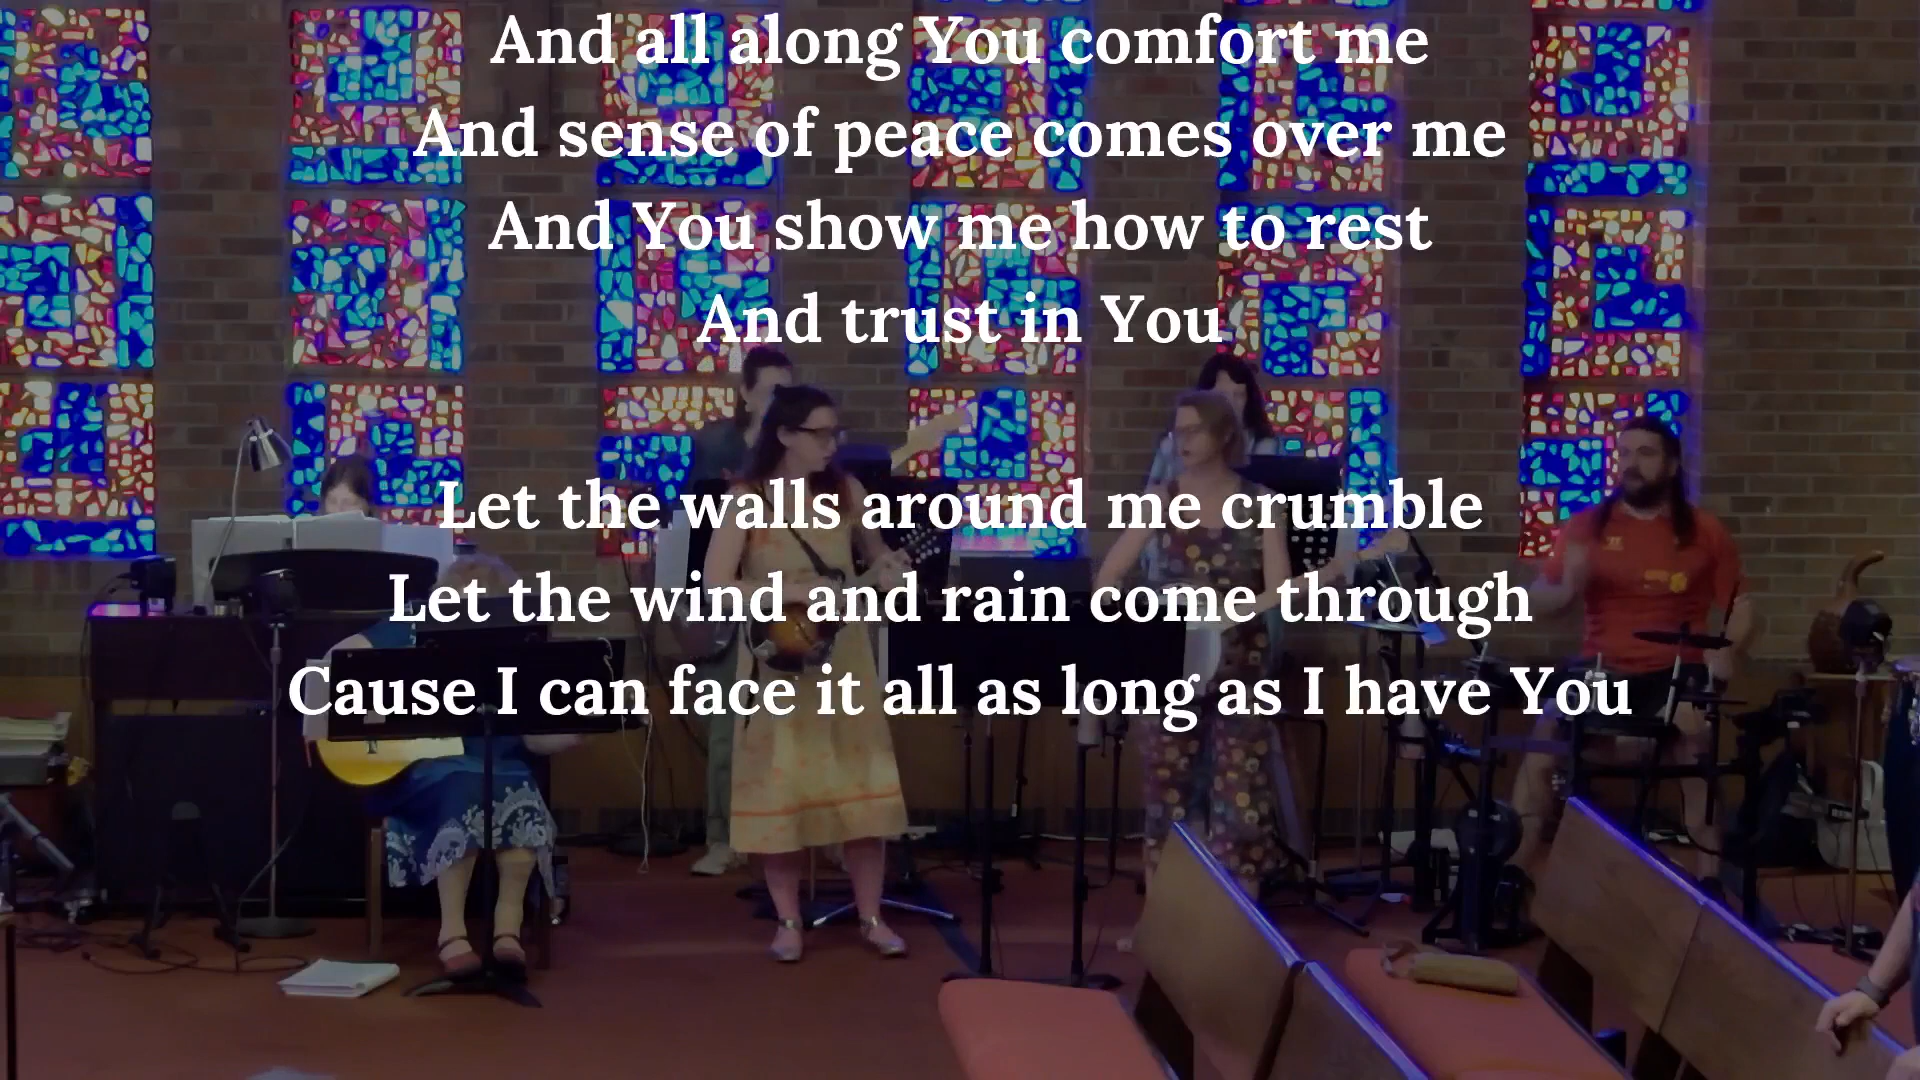 And all along You comfort me
And sense of peace comes over me
And You show me how to rest
And trust in You
Let the walls around me crumble
Let the wind and rain come through
Cause I can face it all as long as I have You